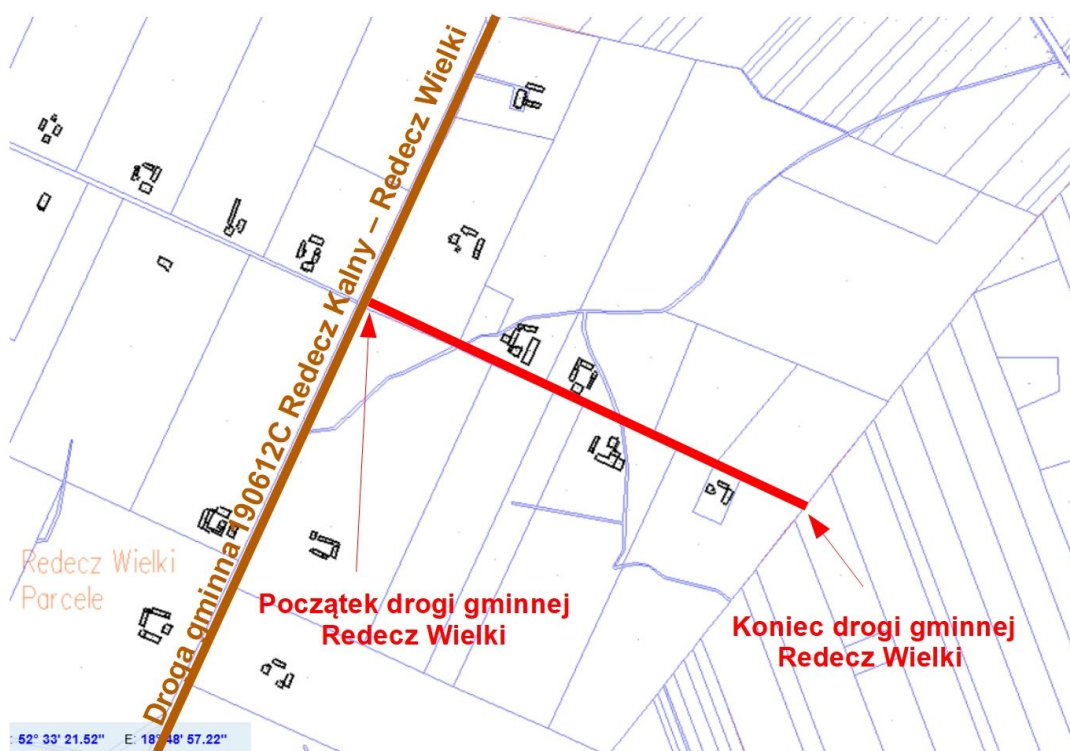 Droga gminna 190612C Redecz Kalny – Redecz Wielki
Redecz Wielki
Parcele
Początek drogi gminnej
Redecz Wielki
Koniec drogi gminnej
Redecz Wielki
: 52° 33' 21.52" E: 18° 48' 57.22"